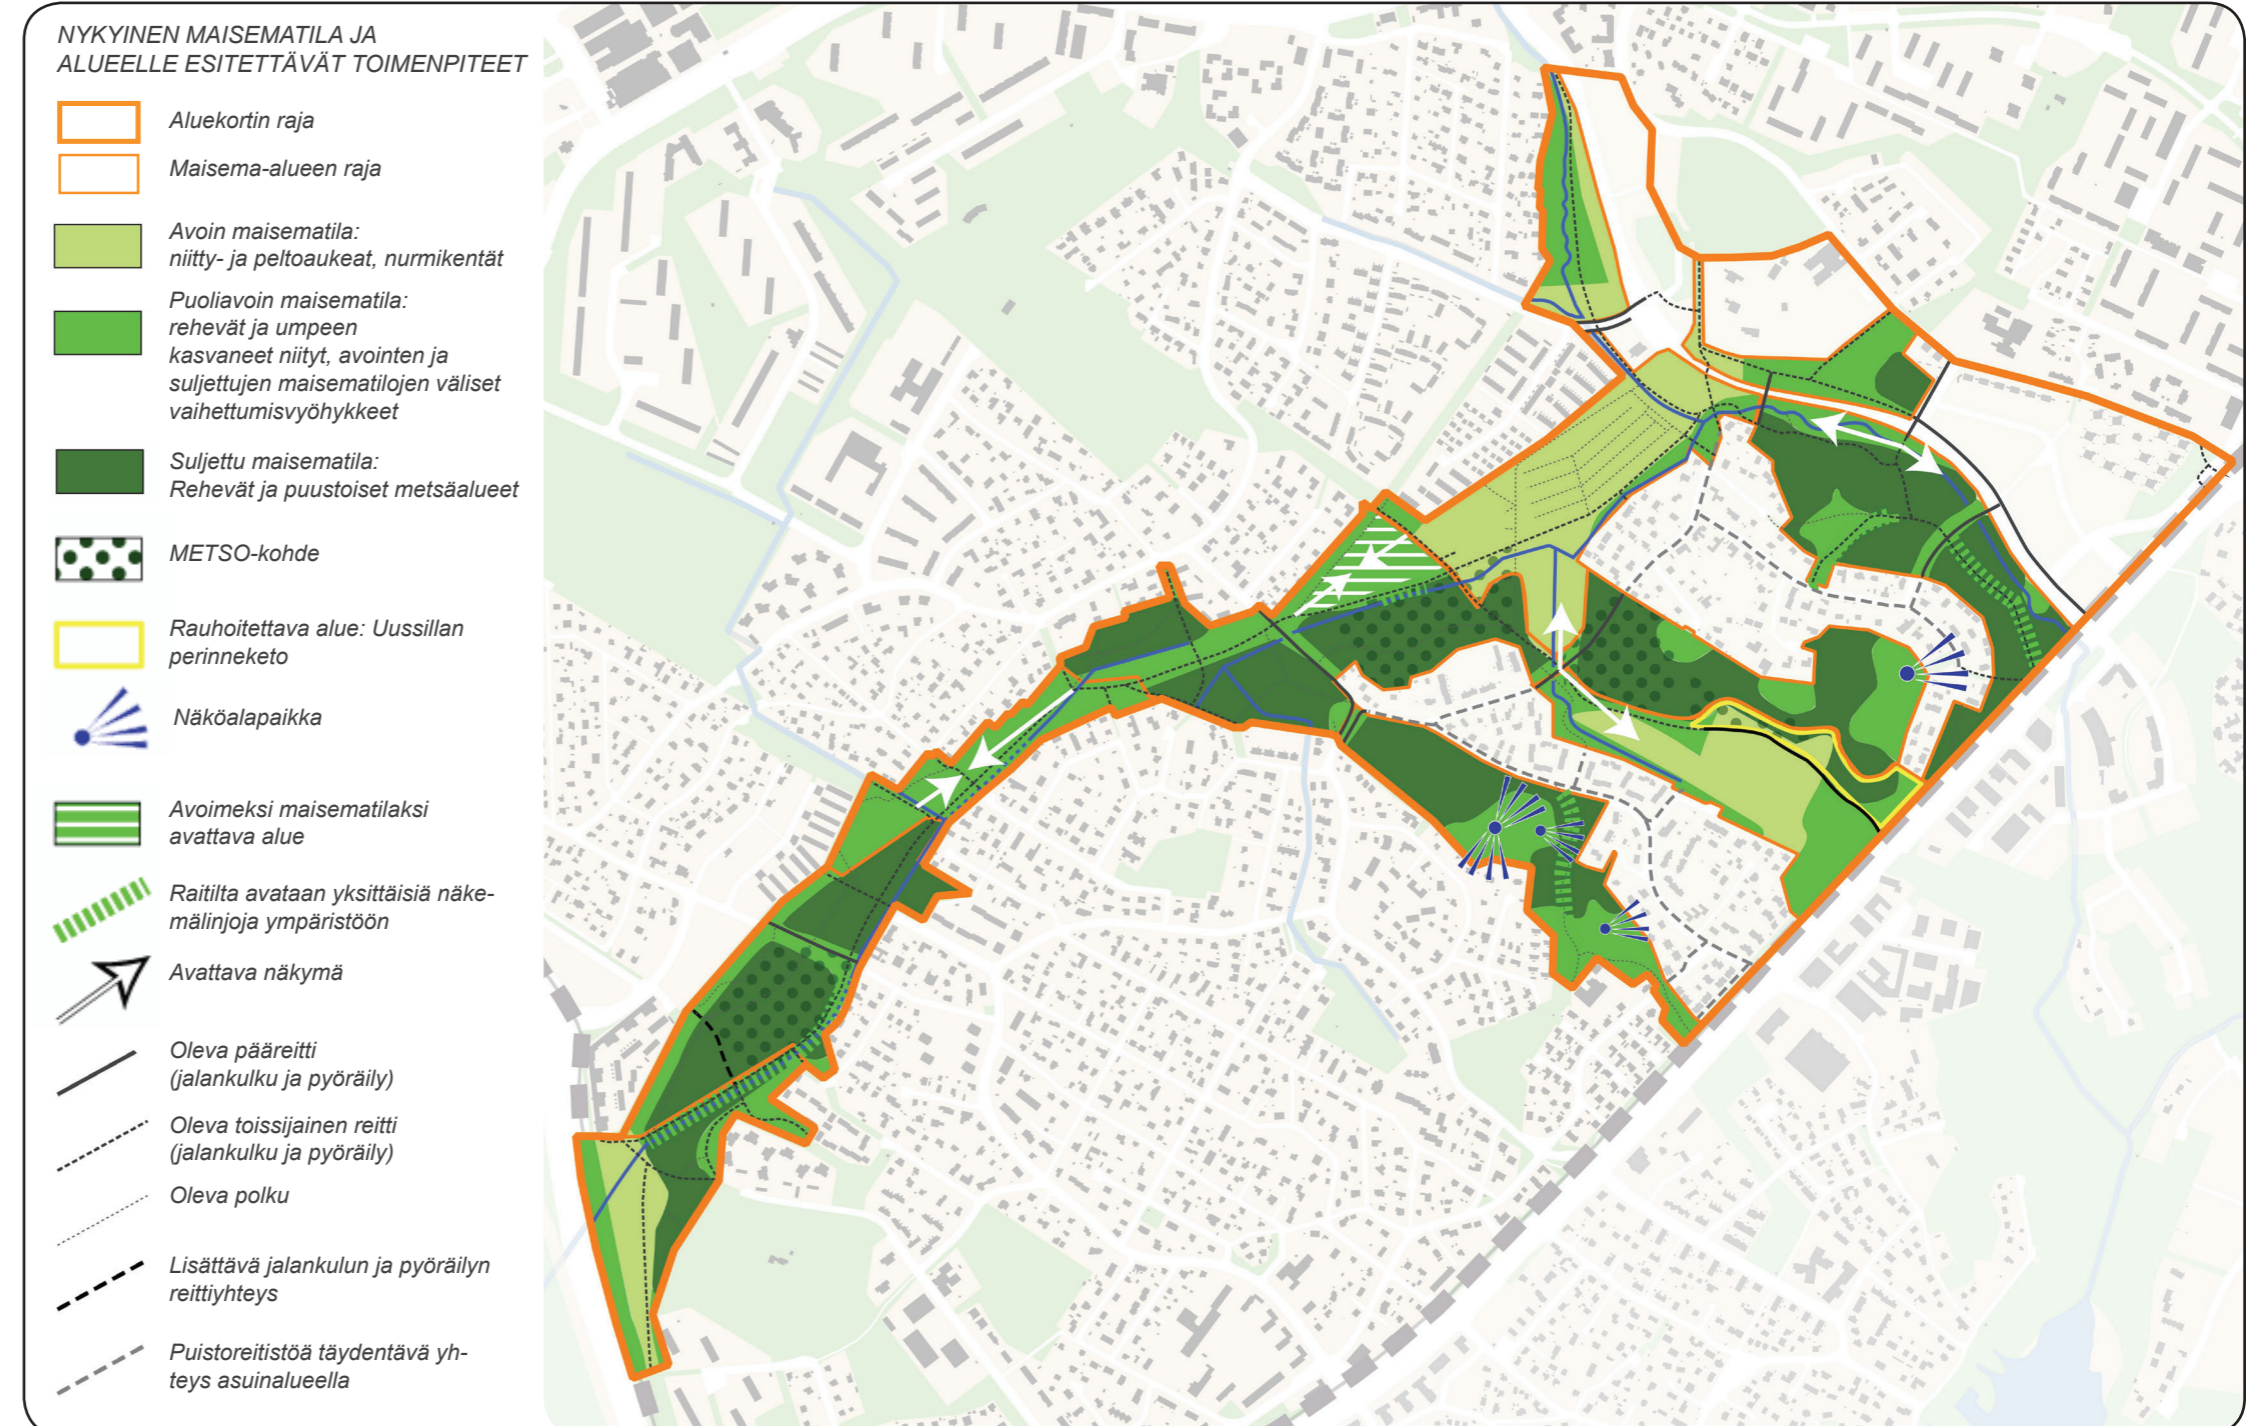 NYKYINEN MAISEMATILA JA
ALUEELLE ESITETTÄVÄT TOIMENPITEET
Aluekortin raja
Maisema-alueen raja
Avoin maisematila:
niitty- ja peltoaukeat, nurmikentät
Puoliavoin maisematila:
rehevät ja umpeen
kasvaneet niityt, avointen ja
suljettujen maisematilojen väliset
vaihettumisvyöhykkeet
Suljettu maisematila:
Rehevät ja puustoiset metsäalueet
METSO-kohde
Rauhoitettava alue: Uussillan
perinneketo
Näköalapaikka
Avoimeksi maisematilaksi
avattava alue
Raitilta avataan yksittäisiä näke-
mälinjoja ympäristöön
Avattava näkymä
Oleva pääreitti
(jalankulku ja pyöräily)
Oleva toissijainen reitti
(jalankulku ja pyöräily)
Oleva polku
Lisättävä jalankulun ja pyöräilyn
reittiyhteys
Puistoreitistöä täydentävä yh-
teys asuinalueella